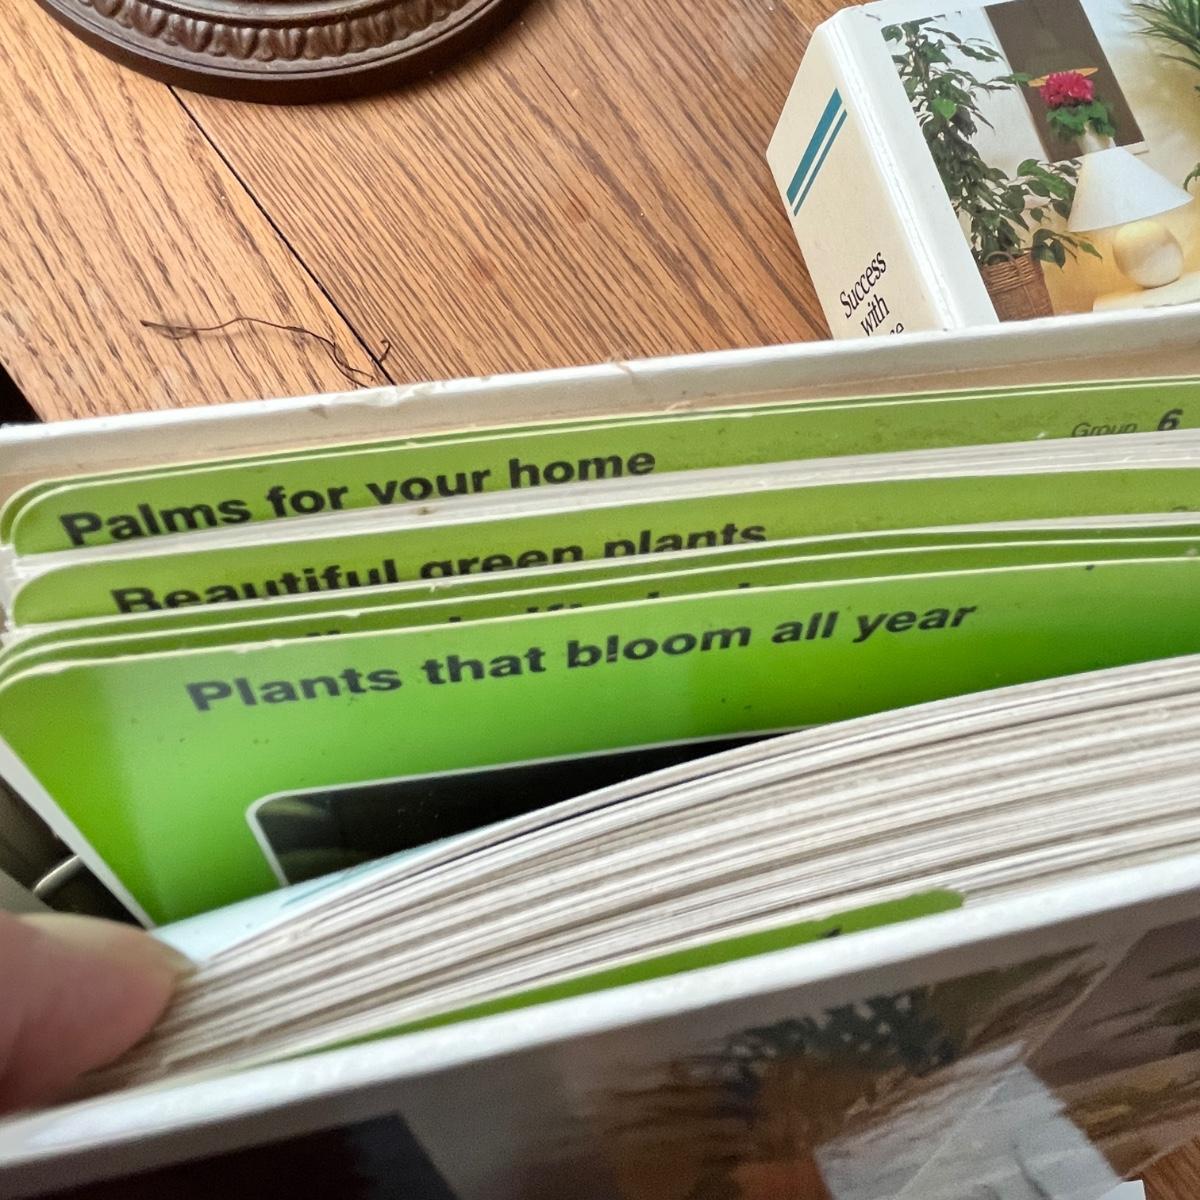 Success
with
Palms for your home
Group 6
Beautiful green plants
Plants that bloom all year